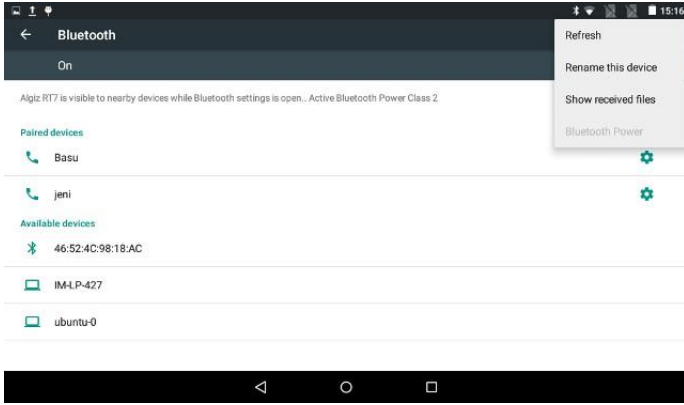 15:16
Bluetooth
On
Algiz RT7 is visible to nearby devices while Bluetooth settings is open.. Active Bluetooth Power Class 2
Refresh
Rename this device
Show received files
Bluetooth Power
Paired devices
Basu
jeni
Available devices
46:52:4C:98:18:AC
IM-LP-427
ubuntu-0